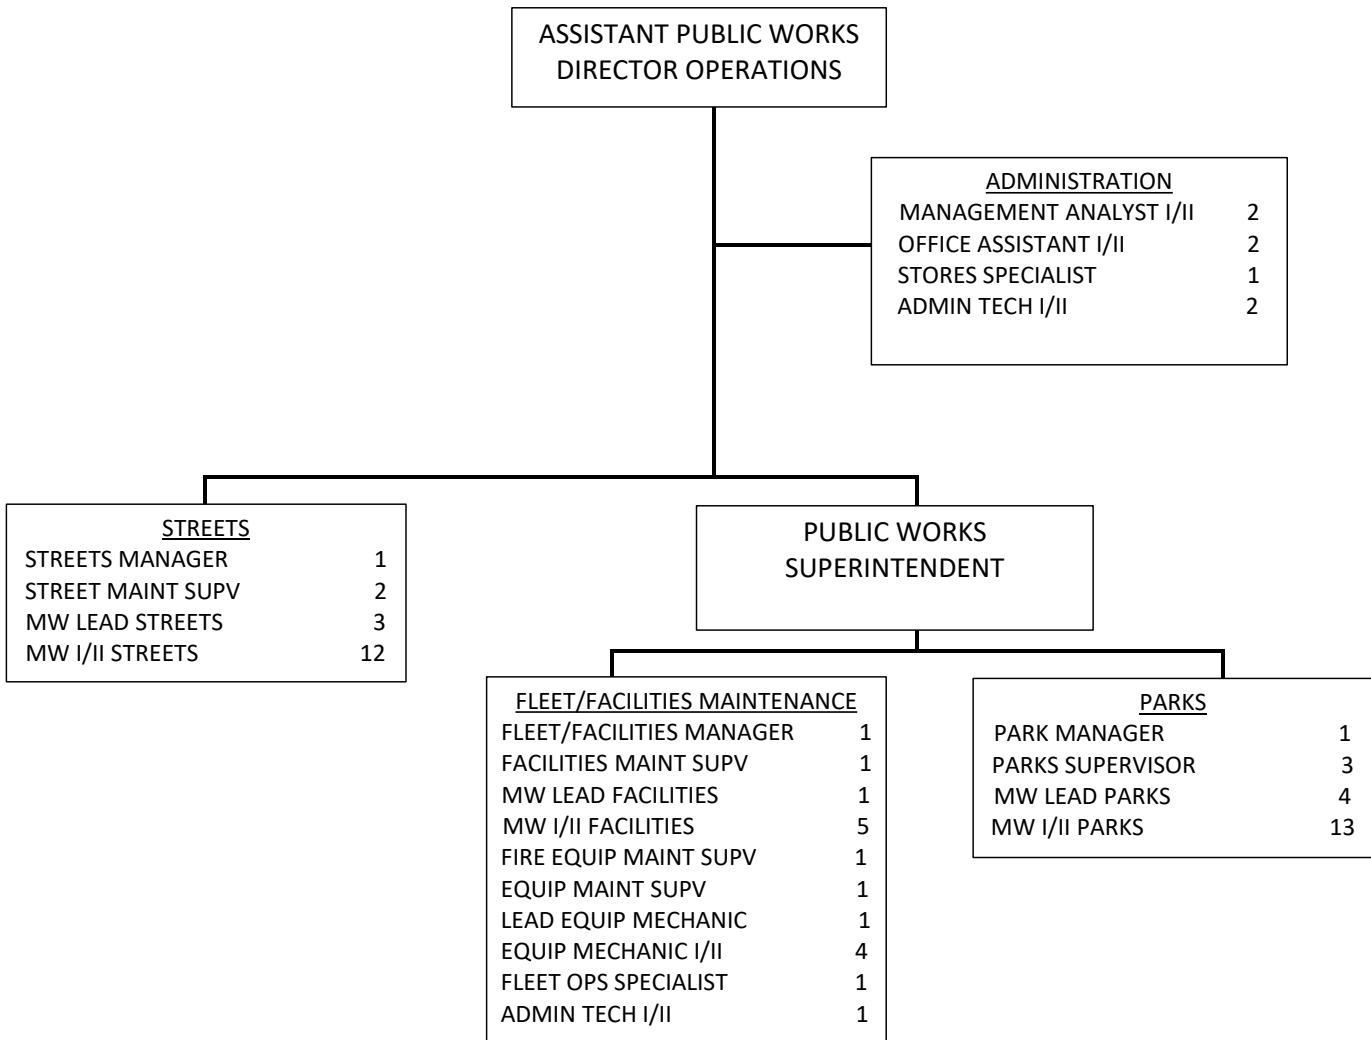 ASSISTANT PUBLIC WORKS
DIRECTOR OPERATIONS
ADMINISTRATION
MANAGEMENT ANALYST I/II 2
OFFICE ASSISTANT I/II 2
STORES SPECIALIST 1
ADMIN TECH I/II 2
STREETS
STREETS MANAGER 1
STREET MAINT SUPV 2
MW LEAD STREETS 3
MW I/II STREETS 12
PUBLIC WORKS
SUPERINTENDENT
FLEET/FACILITIES MAINTENANCE
FLEET/FACILITIES MANAGER 1
FACILITIES MAINT SUPV 1
MW LEAD FACILITIES 1
MW I/II FACILITIES 5
FIRE EQUIP MAINT SUPV 1
EQUIP MAINT SUPV 1
LEAD EQUIP MECHANIC 1
EQUIP MECHANIC I/II 4
FLEET OPS SPECIALIST 1
ADMIN TECH I/II 1
PARKS
PARK MANAGER 1
PARKS SUPERVISOR 3
MW LEAD PARKS 4
MW I/II PARKS 13